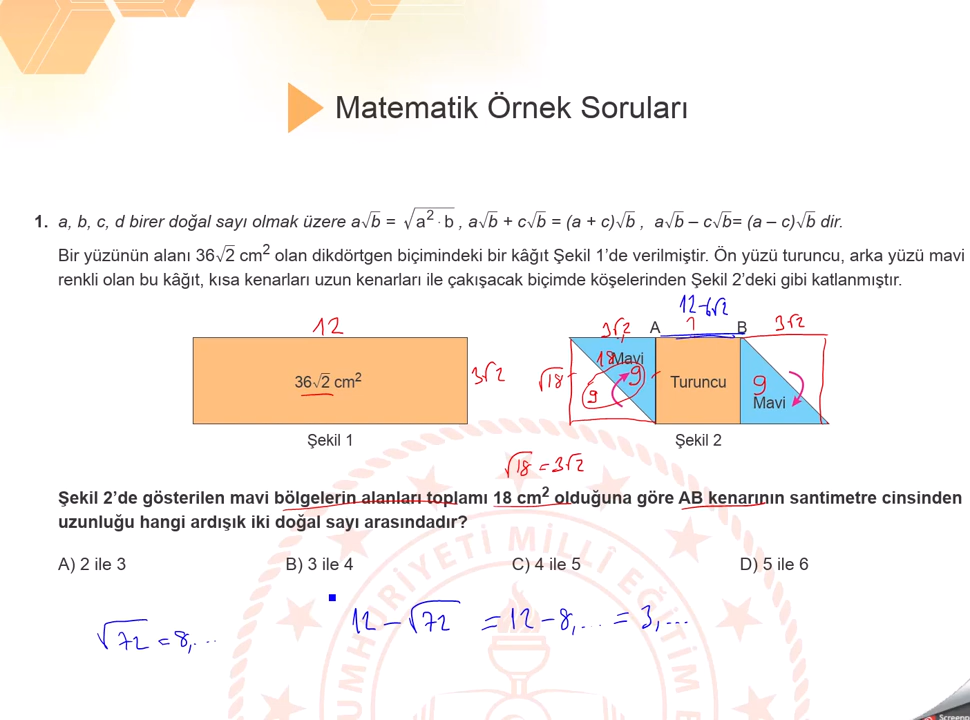 Matematik Örnek Soruları
1. a, b, c, d birer doğal sayı olmak üzere a√b = √a² · b , a√b + c√b = (a + c)√b , a√b – c√b= (a – c)√b dir.
Bir yüzünün alanı 36√2 cm² olan dikdörtgen biçimindeki bir kâğıt Şekil 1’de verilmiştir. Ön yüzü turuncu, arka yüzü mavi
renkli olan bu kâğıt, kısa kenarları uzun kenarları ile çakışacak biçimde köşelerinden Şekil 2’deki gibi katlanmıştır.
12-6√2
12 3√2 A ? B 3√2
18 Mavi
36√2 cm² 3√2 √18 9 9 Turuncu 9
Mavi
Şekil 1 Şekil 2
√18 = 3√2
Şekil 2’de gösterilen mavi bölgelerin alanları toplamı 18 cm² olduğuna göre AB kenarının santimetre cinsinden
uzunluğu hangi ardışık iki doğal sayı arasındadır?
A) 2 ile 3 B) 3 ile 4 C) 4 ile 5 D) 5 ile 6
12 - √72 = 12 - 8,... = 3,...
√72 = 8,...
CUMHURİYETİ MİLLÎ EĞİTİM